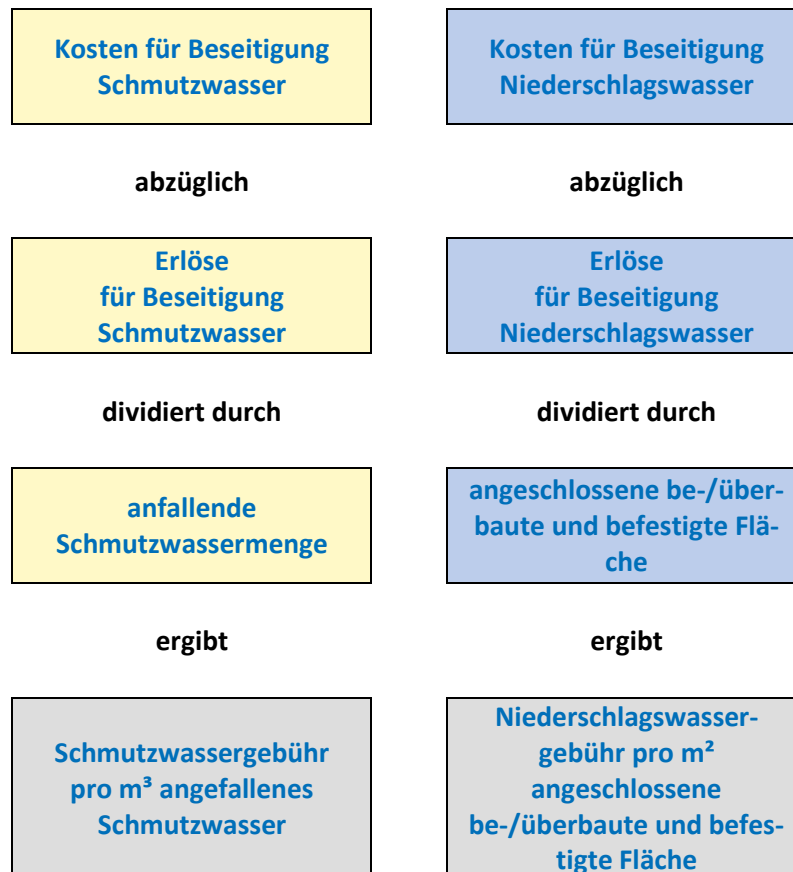 Kosten für Beseitigung
Schmutzwasser
abzüglich
Erlöse
für Beseitigung
Schmutzwasser
dividiert durch
anfallende
Schmutzwassermenge
ergibt
Schmutzwassergebühr
pro m³ angefallenes
Schmutzwasser
Kosten für Beseitigung
Niederschlagswasser
abzüglich
Erlöse
für Beseitigung
Niederschlagswasser
dividiert durch
angeschlossene be-/über-
baute und befestigte Flä-
che
ergibt
Niederschlagswasser-
gebühr pro m²
angeschlossene
be-/überbaute und befes-
tigte Fläche